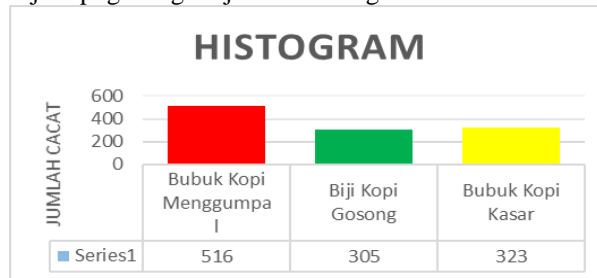 HISTOGRAM
JUMLAH CACAT
600
400
200
0
Bubuk Kopi
Menggumpa
l
Biji Kopi
Gosong
Bubuk Kopi
Kasar
Series1 516 305 323